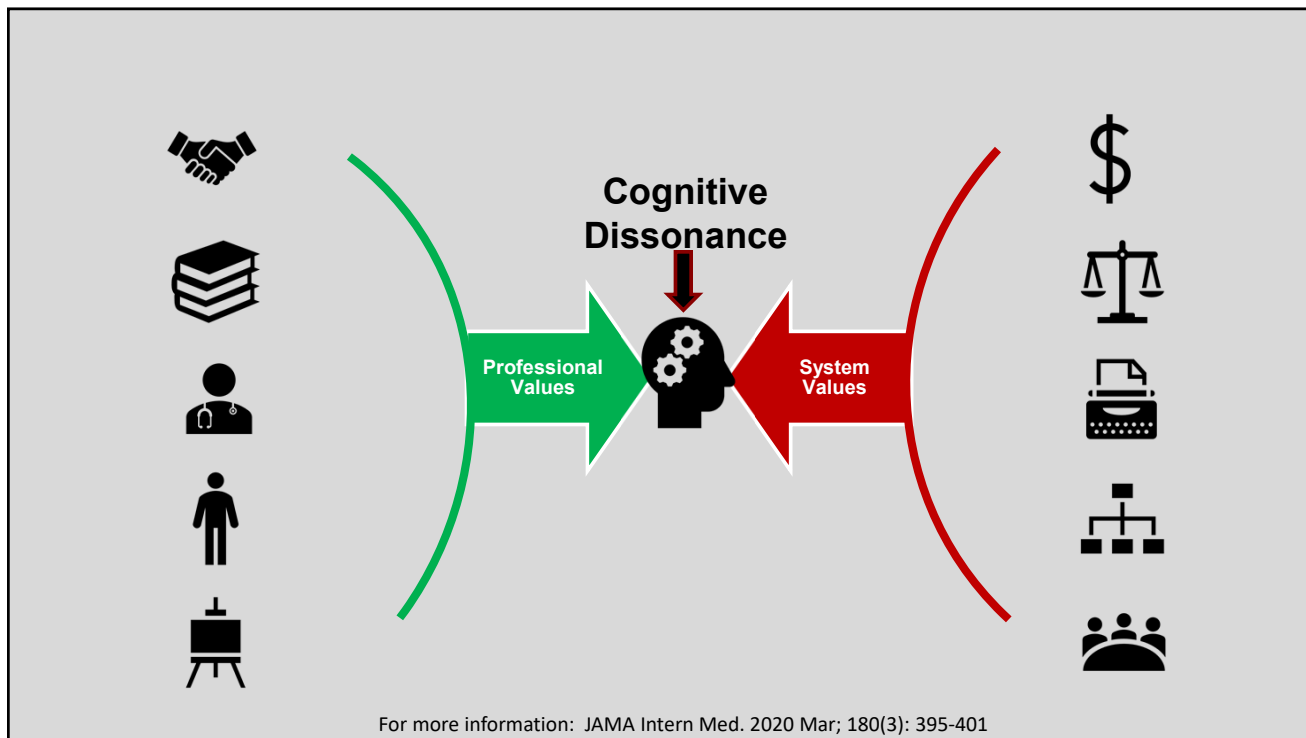 Cognitive
Dissonance
Professional
Values
System
Values
$
For more information:  JAMA Intern Med. 2020 Mar; 180(3): 395-401